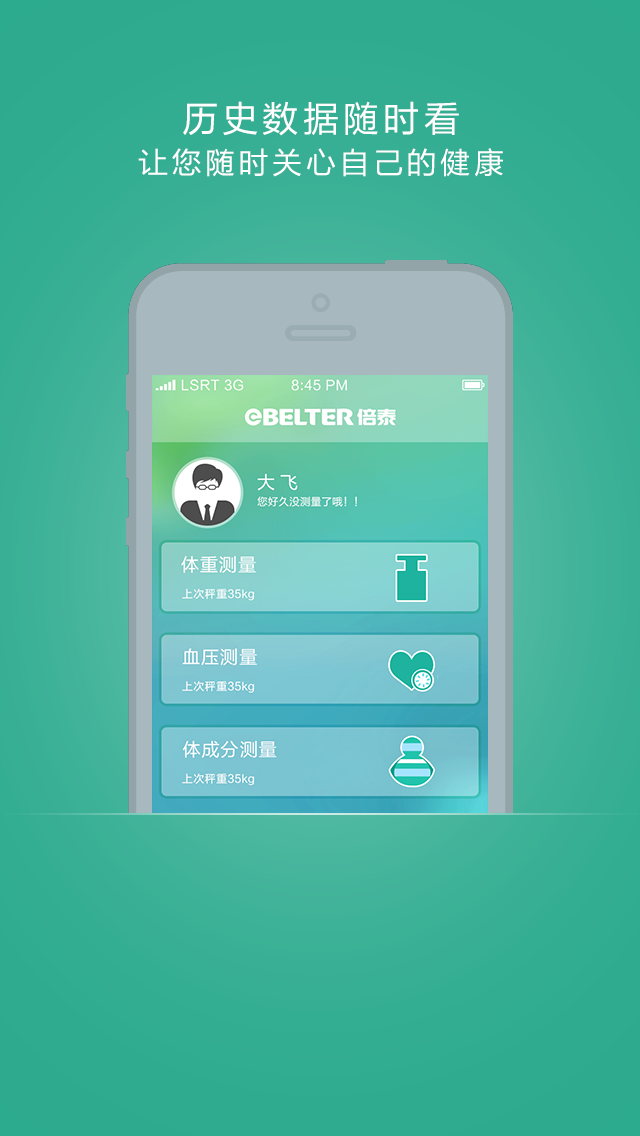 历史数据随时看
让您随时关心自己的健康
LSRT 3G 8:45 PM
eBELTER 倍泰
大飞
您好久没测量了哦！！
体重测量
上次秤重35kg
血压测量
上次秤重35kg
体成分测量
上次秤重35kg